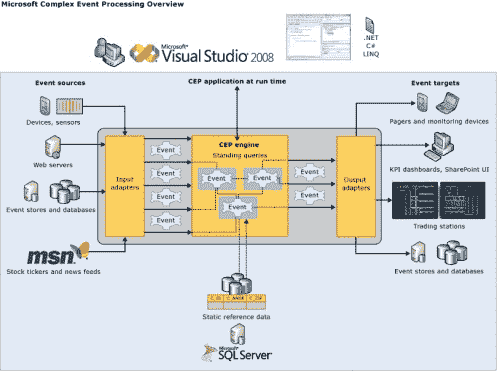 Microsoft Complex Event Processing Overview
Microsoft®
Visual Studio® 2008
.NET
C#
LINQ
Event sources
CEP application at run time
Event targets
Devices, sensors
Pagers and monitoring devices
CEP engine
Standing queries
Web servers
Input
adapters
Event
Event
Event
Event
Event
Event
Event
Event
Event
Output
adapters
KPI dashboards, SharePoint UI
Event stores and databases
Trading stations
msn
Stock tickers and news feeds
Event stores and databases
Static reference data
Microsoft®
SQL Server